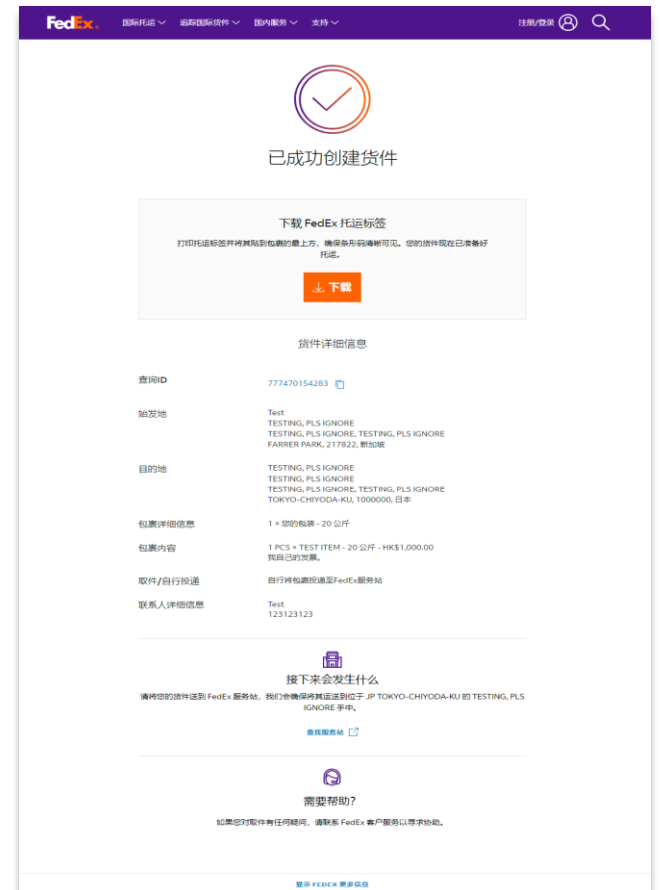 FedEx.
国际托运 追踪国际货件 国内服务 支持 注册/登录
已成功创建货件
下载 FedEx 托运标签
打印托运标签并将其贴到包裹的最上方，确保条形码清晰可见。您的货件现在已准备好
托运。
下载
货件详细信息
查询ID
777470154283
始发地
Test
TESTING, PLS IGNORE
TESTING, PLS IGNORE, TESTING, PLS IGNORE
FARRER PARK, 217822, 新加坡
目的地
TESTING, PLS IGNORE
TESTING, PLS IGNORE
TESTING, PLS IGNORE, TESTING, PLS IGNORE
TOKYO-CHIYODA-KU, 1000000, 日本
包裹详细信息
1 × 您的包装 - 20 公斤
包裹内容
1 PCS × TEST ITEM - 20 公斤 - HK$1,000.00
我自己的发票。
取件/自行投递
自行将包裹投递至FedEx服务站
联系人详细信息
Test
123123123
接下来会发生什么
请将您的货件送到 FedEx 服务站，我们会确保将其运送到位于 JP TOKYO-CHIYODA-KU 的 TESTING, PLS
IGNORE 手中。
查找服务站
需要帮助?
如果您对取件有任何疑问，请联系 FedEx 客户服务以寻求协助。
显示 FEDEX 更多信息